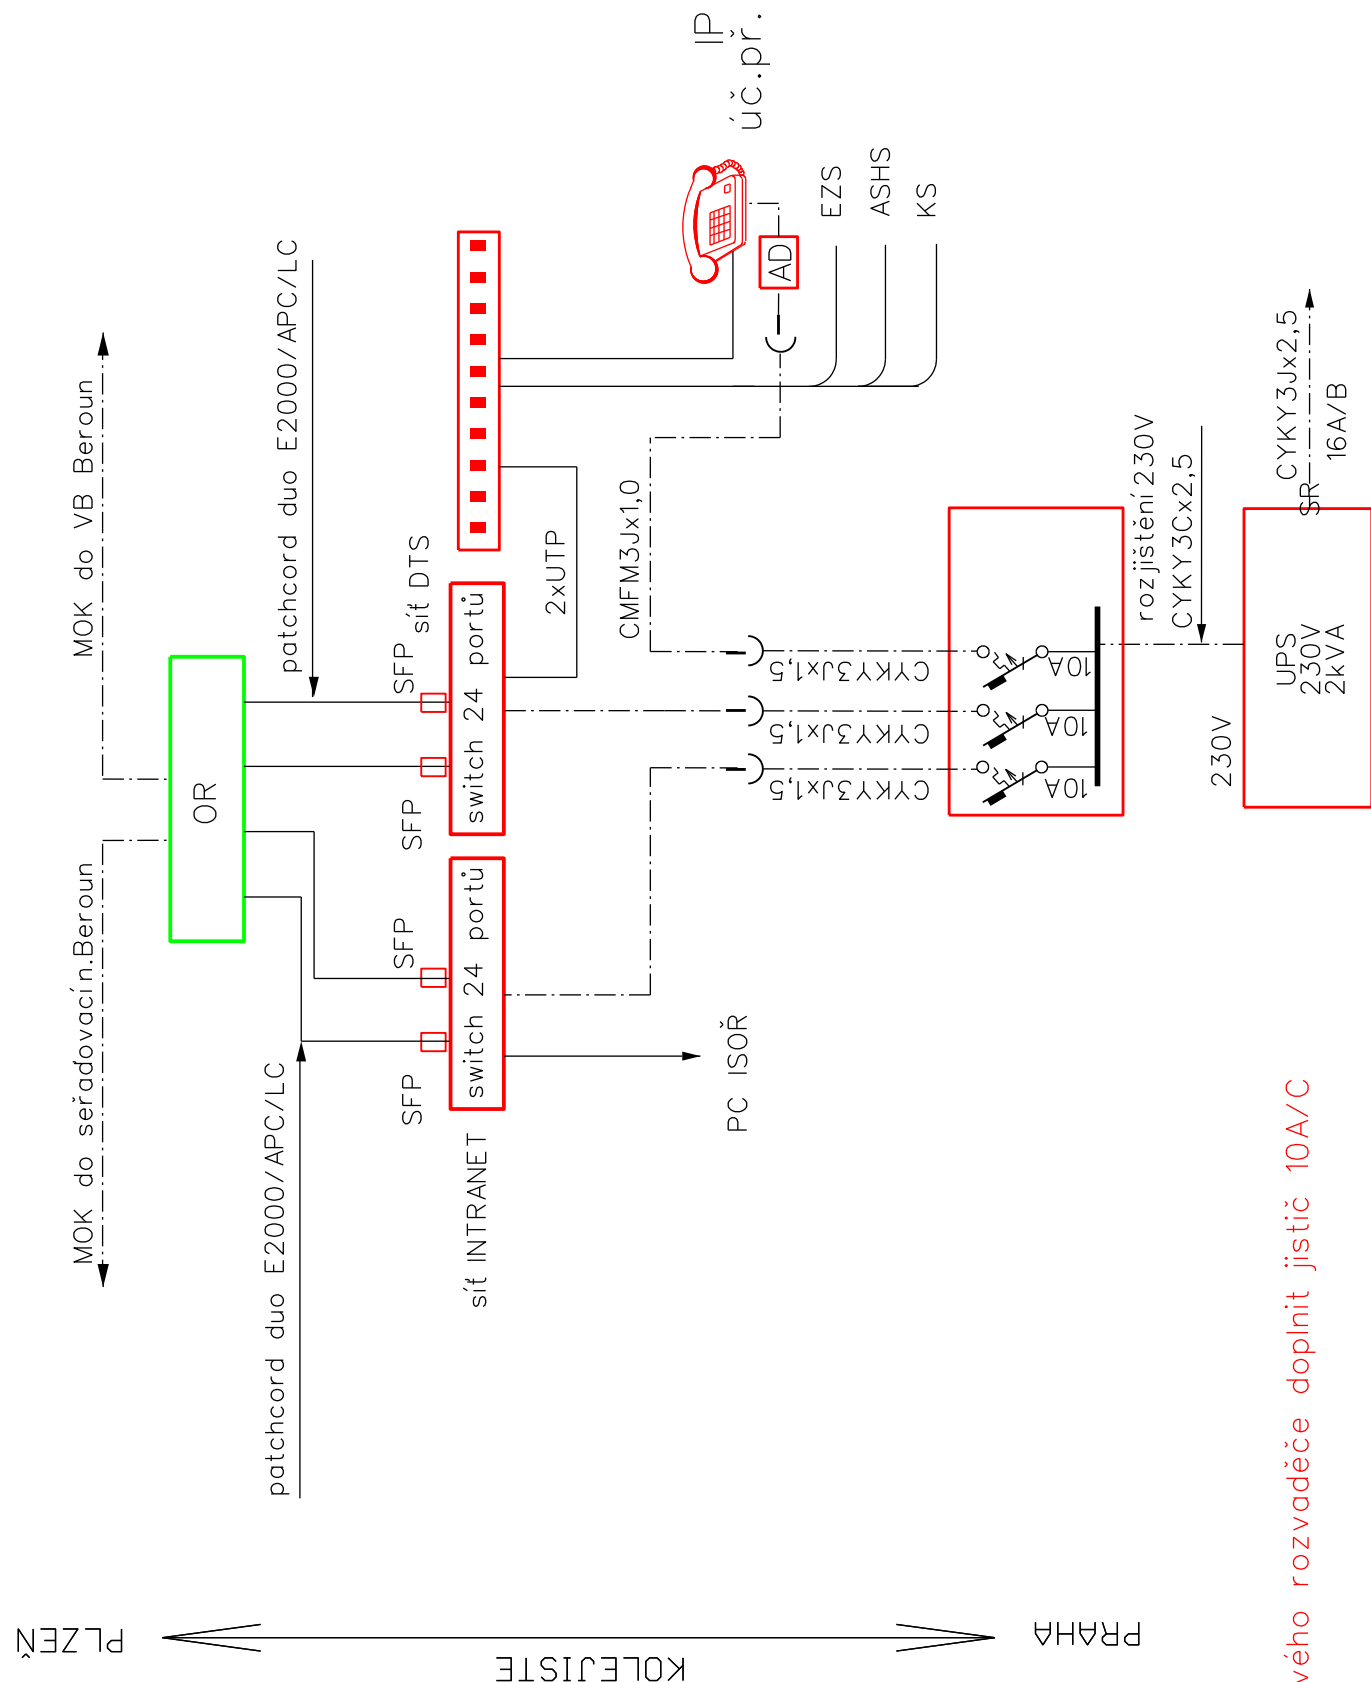 IP
úč.př.
EZS
ASHS
KS
AD
MOK do VB Beroun
patchcord duo E2000/APC/LC
OR
MOK do seřaďovacín.Beroun
patchcord duo E2000/APC/LC
SFP
SFP
SFP
SFP
síť DTS
switch 24 portů
switch 24 portů
síť INTRANET
2xUTP
CMFM3Jx1,0
PC ISOŘ
CYKY3Jx1,5
CYKY3Jx1,5
CYKY3Jx1,5
10A
10A
10A
rozjištění 230V
CYKY3Cx2,5
230V
UPS
230V
2kVA
SR
CYKY3Jx2,5
16A/B
PLZEŇ
KOLEJISTE
PRAHA
vého rozvaděče doplnit jistič 10A/C